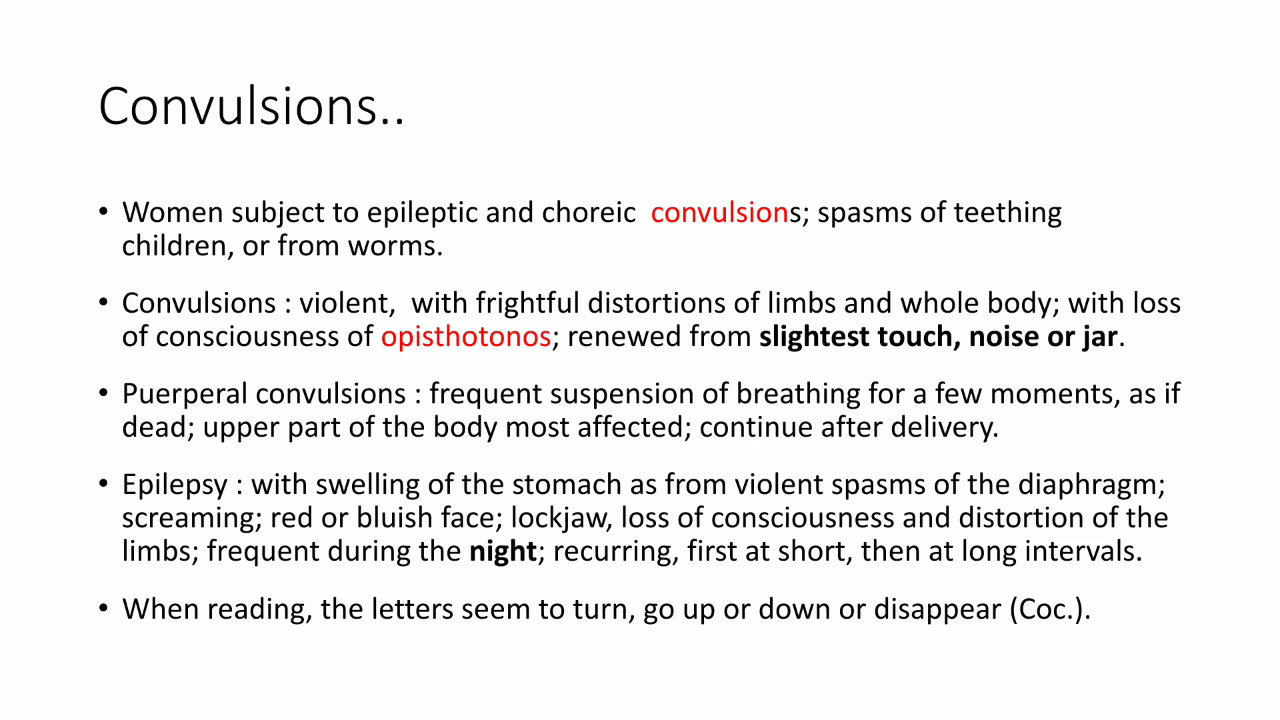 Convulsions..
• Women subject to epileptic and choreic  convulsions; spasms of teething
children, or from worms.
• Convulsions : violent,  with frightful distortions of limbs and whole body; with loss
of consciousness of opisthotonos; renewed from slightest touch, noise or jar.
• Puerperal convulsions : frequent suspension of breathing for a few moments, as if
dead; upper part of the body most affected; continue after delivery.
• Epilepsy : with swelling of the stomach as from violent spasms of the diaphragm;
screaming; red or bluish face; lockjaw, loss of consciousness and distortion of the
limbs; frequent during the night; recurring, first at short, then at long intervals.
• When reading, the letters seem to turn, go up or down or disappear (Coc.).